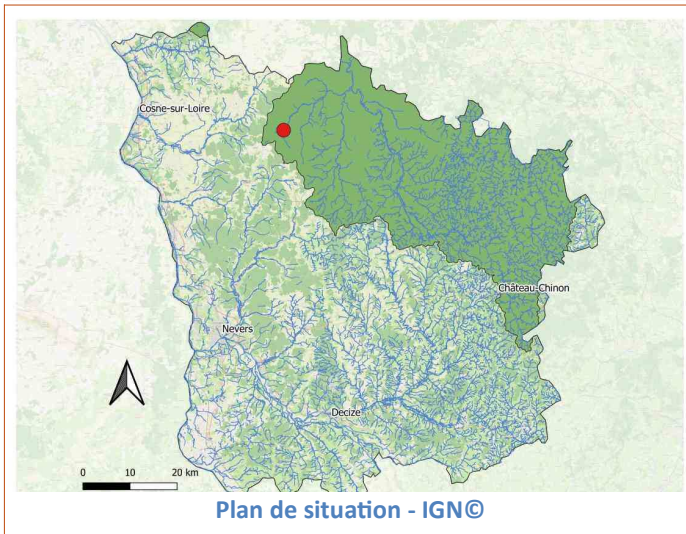 Cosne-sur-Loire
Château-Chinon
Nevers
Decize
0 10 20 km
Plan de situation - IGN©